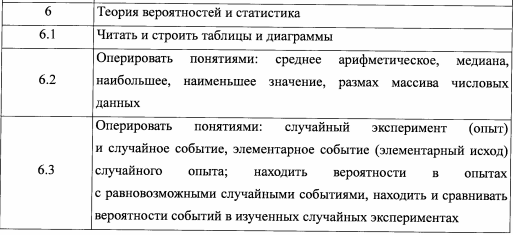 6 Теория вероятностей и статистика
6.1 Читать и строить таблицы и диаграммы
Оперировать понятиями: среднее арифметическое, медиана,
6.2 наибольшее, наименьшее значение, размах массива числовых
данных
Оперировать понятиями: случайный эксперимент (опыт)
и случайное событие, элементарное событие (элементарный исход)
6.3 случайного опыта; находить вероятности в опытах
с равновозможными случайными событиями, находить и сравнивать
вероятности событий в изученных случайных экспериментах